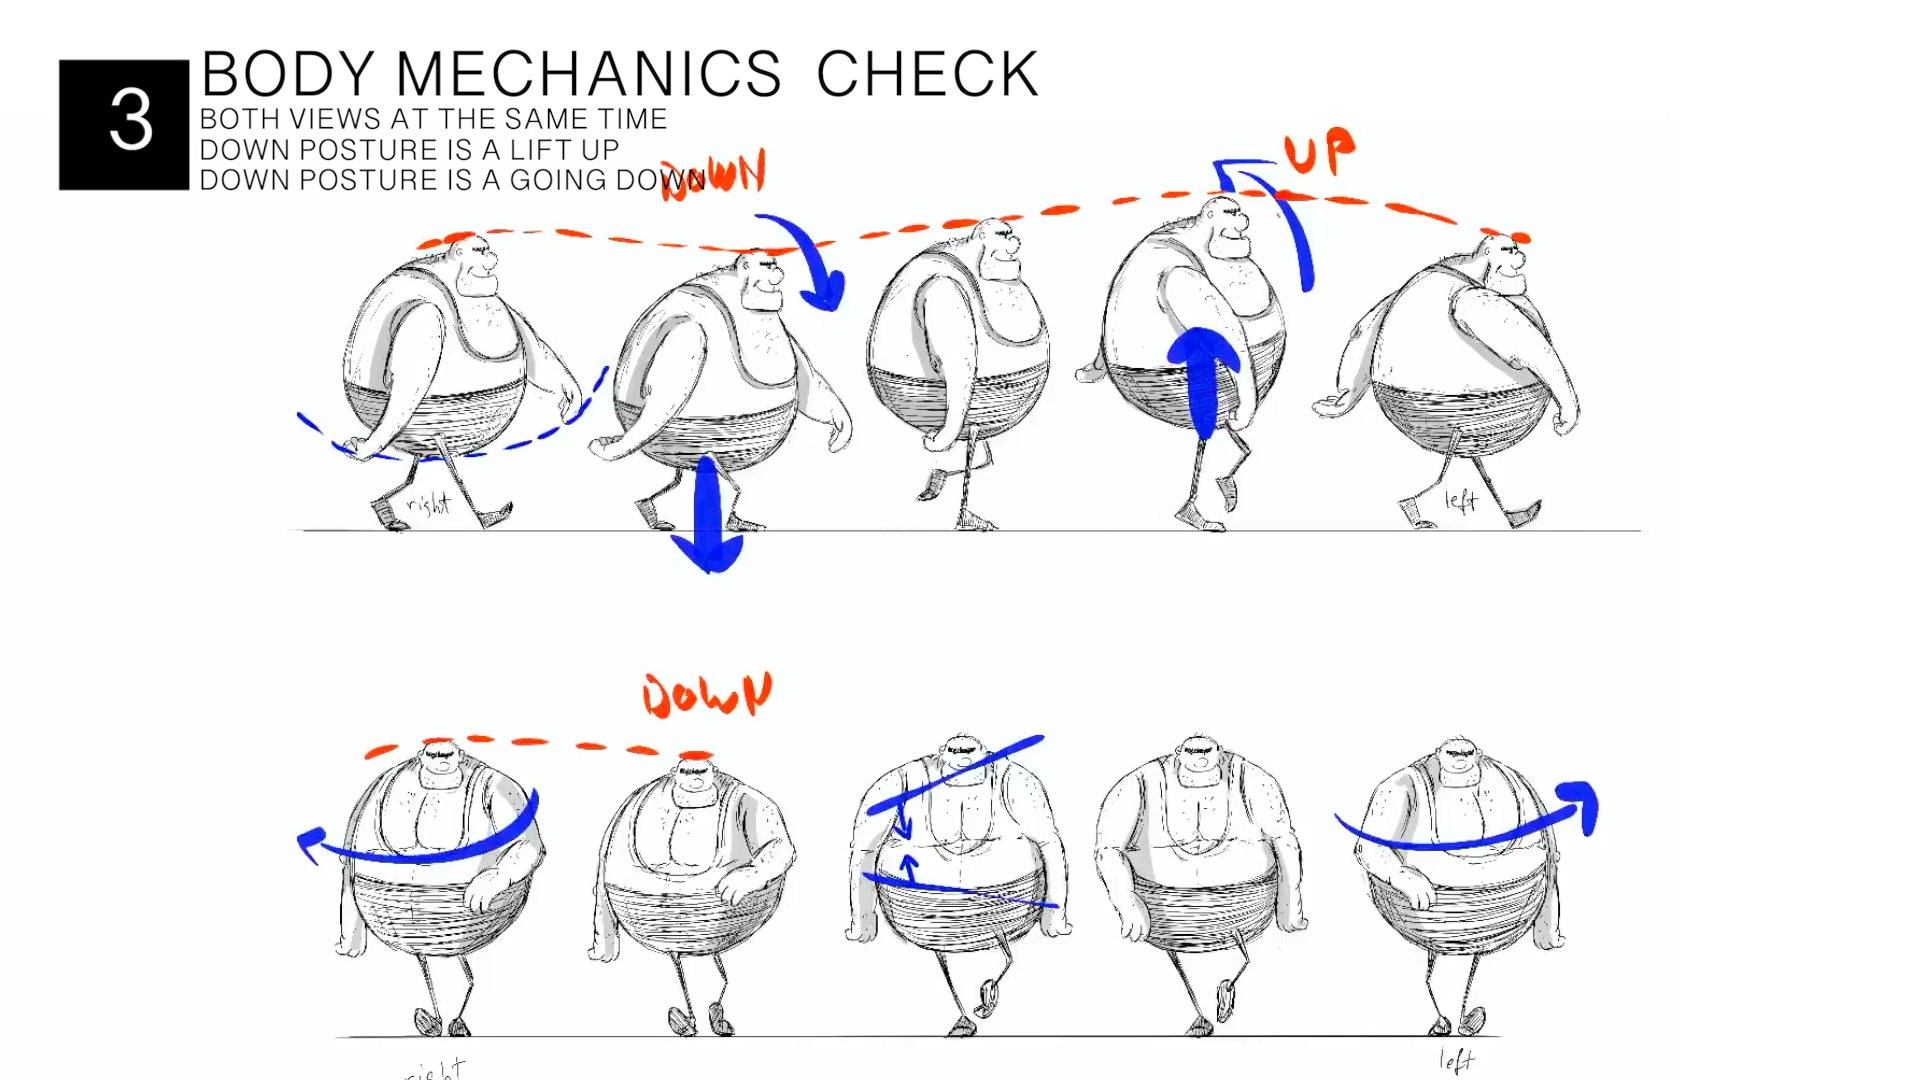 3
BODY MECHANICS CHECK
BOTH VIEWS AT THE SAME TIME
DOWN POSTURE IS A LIFT UP
DOWN POSTURE IS A GOING DOWN
DOWN
UP
right
left
DOWN
right
left